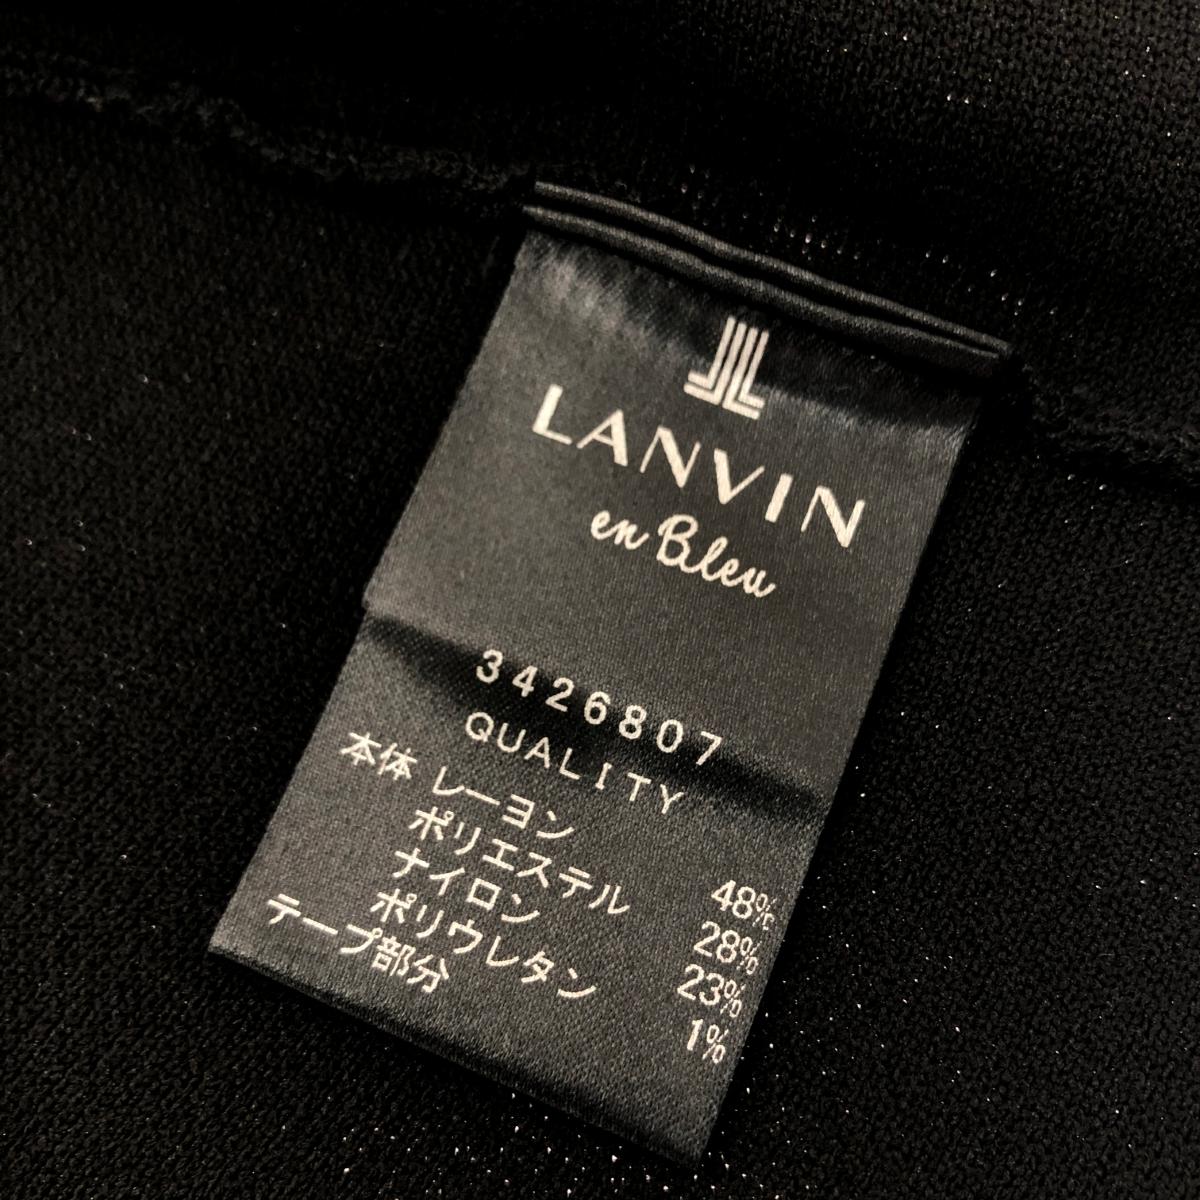 LANVIN
en Bleu
3426807
QUALITY
本体 レーヨン 48%
ポリエステル 28%
ナイロン 23%
ポリウレタン 1%
テープ部分